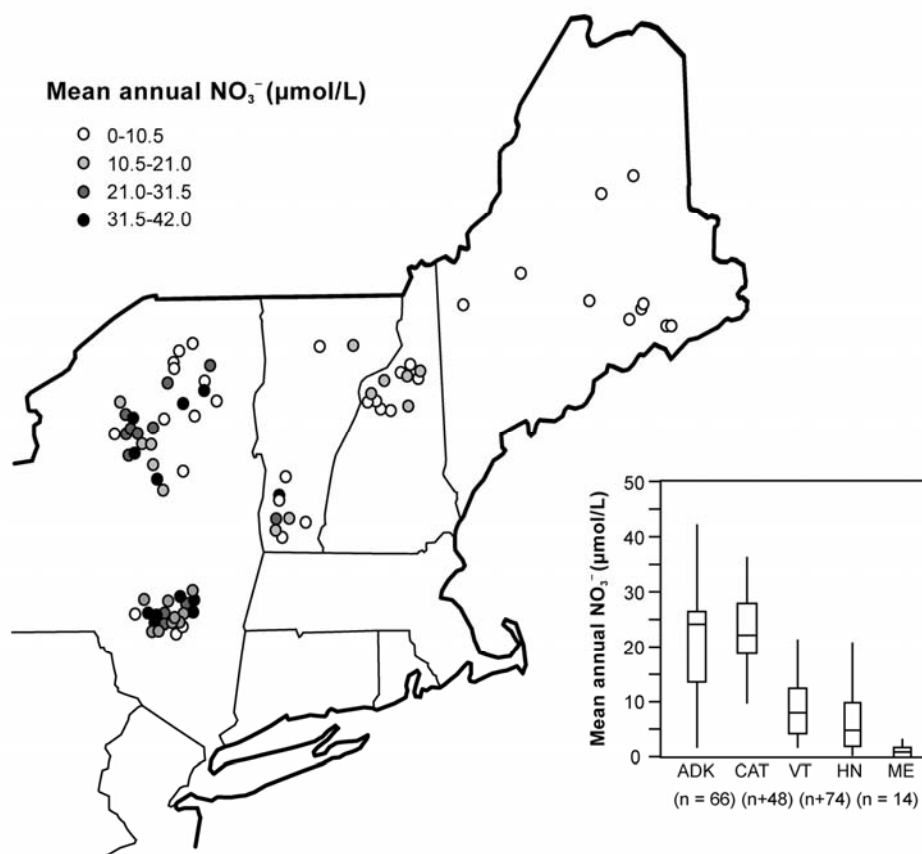 Mean annual NO₃⁻ (µmol/L)
0-10.5
10.5-21.0
21.0-31.5
31.5-42.0
Mean annual NO₃⁻ (µmol/L)
50
40
30
20
10
0
ADK CAT VT HN ME
(n = 66) (n+48) (n+74) (n = 14)